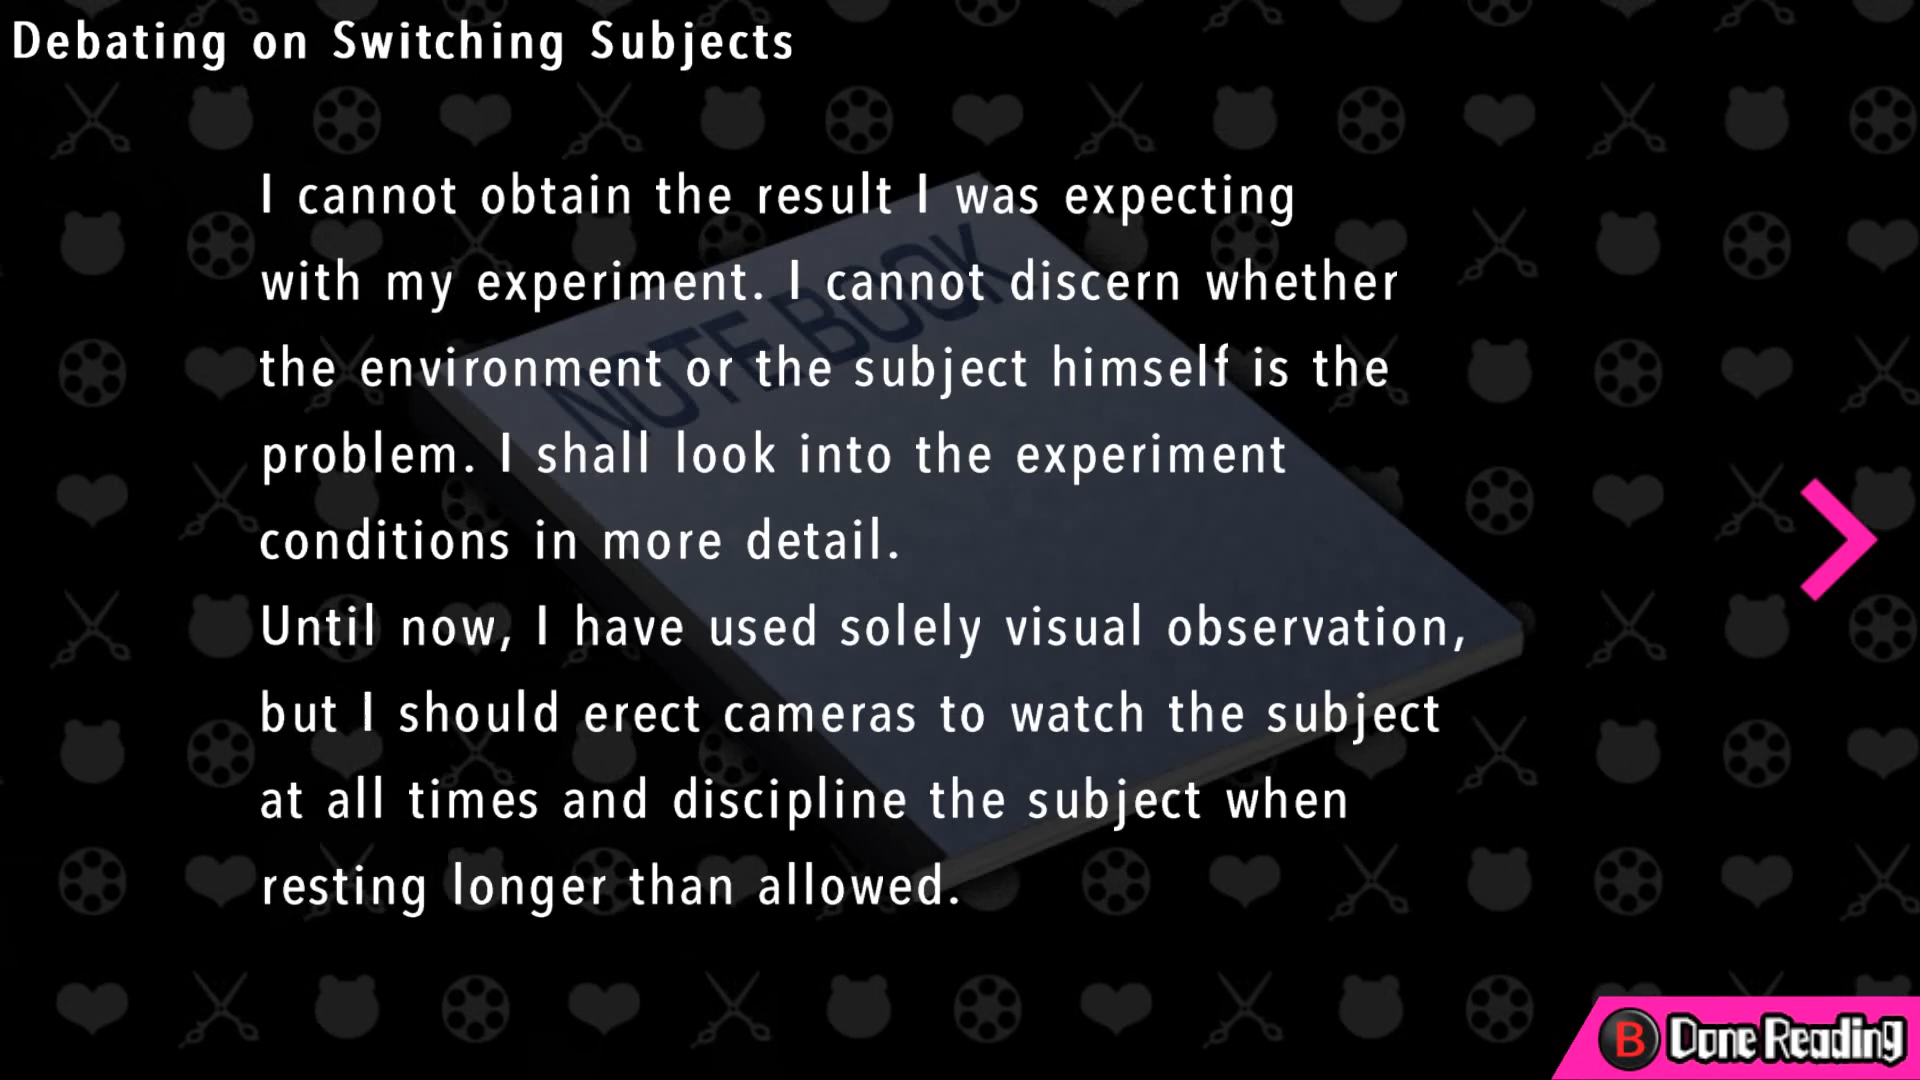 Debating on Switching Subjects
NOTE BOOK
I cannot obtain the result I was expecting
with my experiment. I cannot discern whether
the environment or the subject himself is the
problem. I shall look into the experiment
conditions in more detail.
Until now, I have used solely visual observation,
but I should erect cameras to watch the subject
at all times and discipline the subject when
resting longer than allowed.
B Done Reading